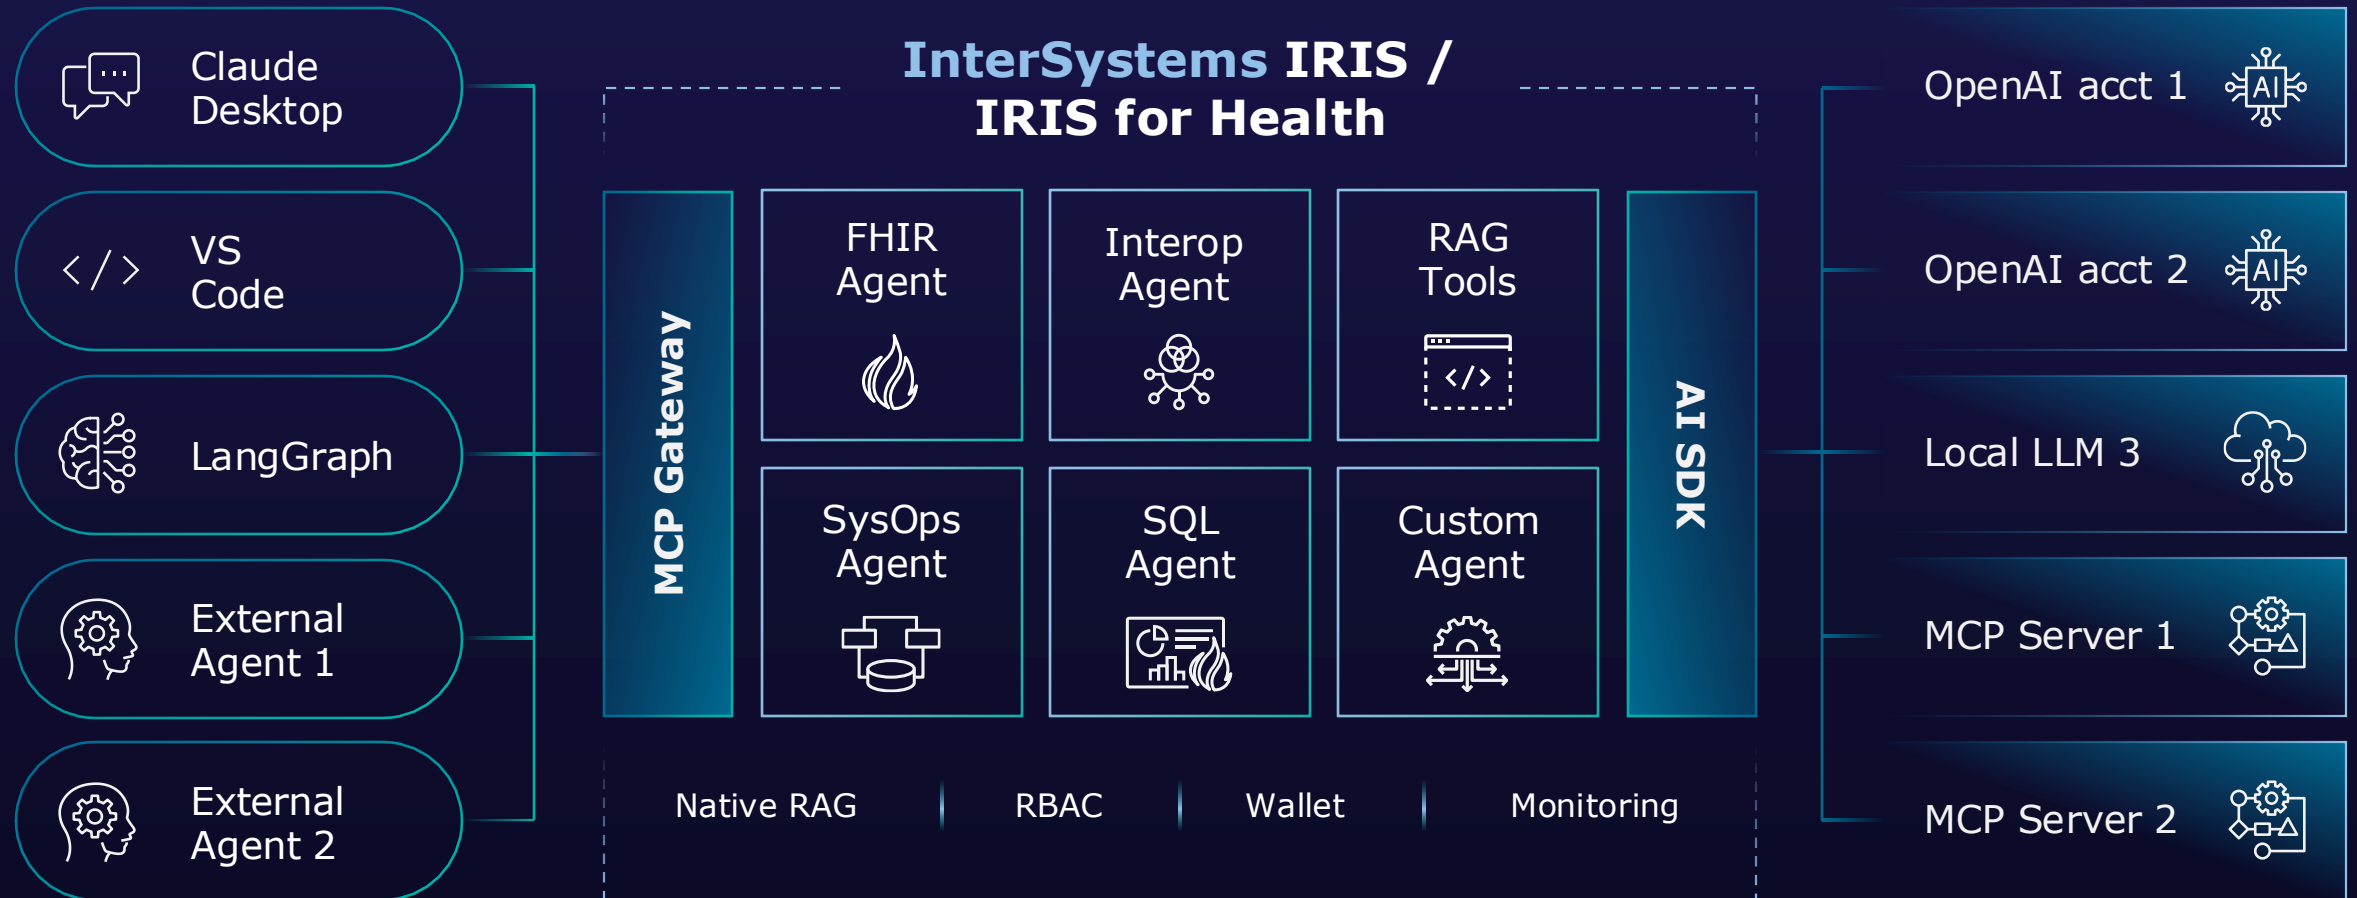 Claude
Desktop
VS
Code
LangGraph
External
Agent 1
External
Agent 2
InterSystems IRIS /
IRIS for Health
MCP Gateway
FHIR
Agent
Interop
Agent
RAG
Tools
</>
SysOps
Agent
SQL
Agent
Custom
Agent
AI SDK
Native RAG
RBAC
Wallet
Monitoring
OpenAI acct 1
AI
OpenAI acct 2
AI
Local LLM 3
MCP Server 1
MCP Server 2